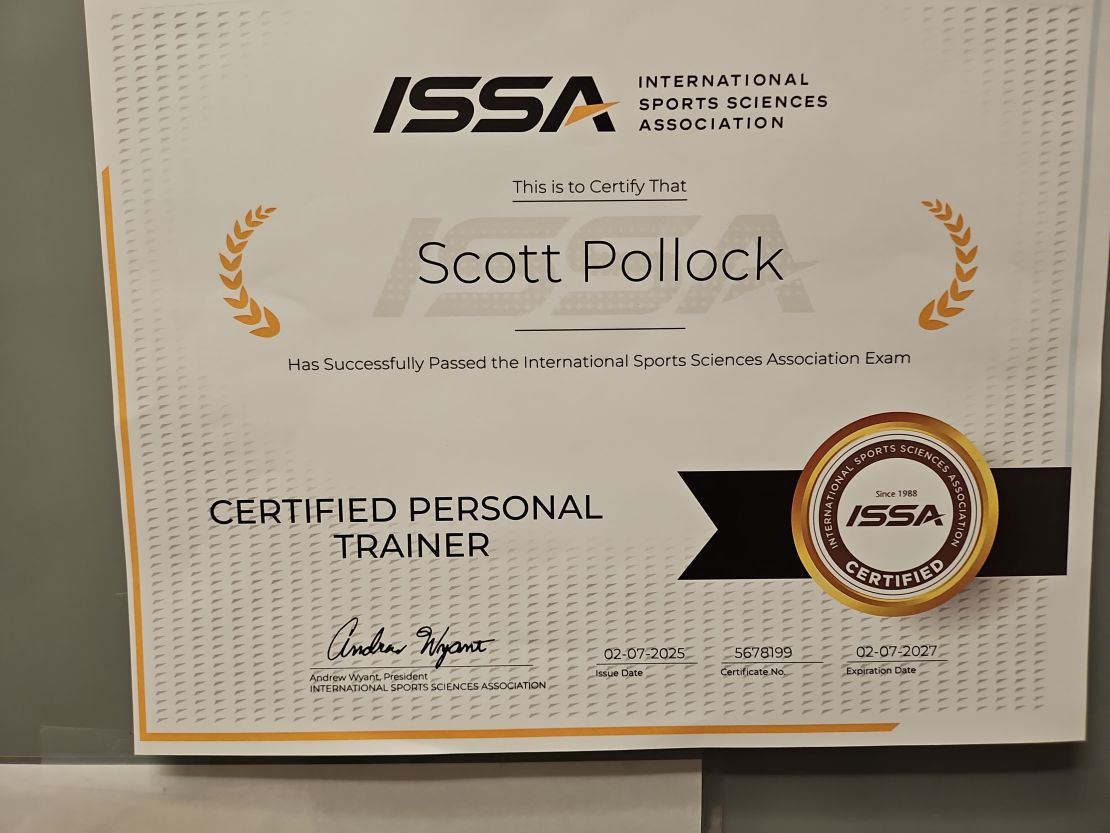 ISSA
INTERNATIONAL
SPORTS SCIENCES
ASSOCIATION
This is to Certify That
ISSA
Scott Pollock
Has Successfully Passed the International Sports Sciences Association Exam
CERTIFIED PERSONAL
TRAINER
INTERNATIONAL SPORTS SCIENCES ASSOCIATION
Since 1988
ISSA
CERTIFIED
Andrew Wyant
Andrew Wyant, President
INTERNATIONAL SPORTS SCIENCES ASSOCIATION
02-07-2025
Issue Date
5678199
Certificate No.
02-07-2027
Expiration Date